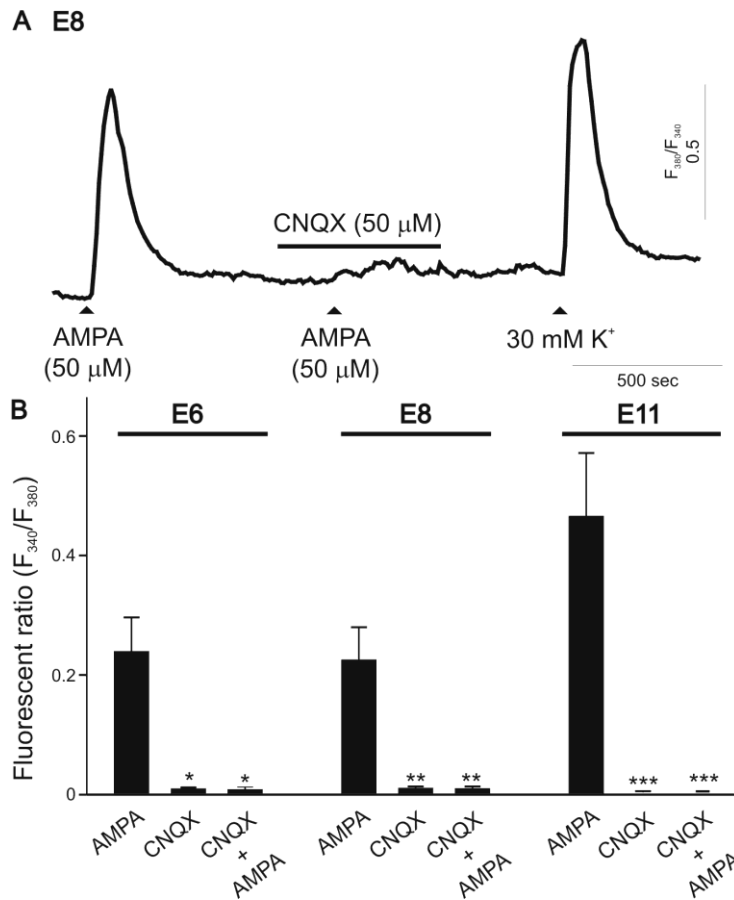 A E8
F380/F340
0.5
CNQX (50 μM)
AMPA
(50 μM)
AMPA
(50 μM)
30 mM K+
500 sec
B E6 E8 E11
Fluorescent ratio (F340/F380)
0.6
0.4
0.2
0
* * ** ** *** ***
AMPA
CNQX
CNQX
+
AMPA
AMPA
CNQX
CNQX
+
AMPA
AMPA
CNQX
CNQX
+
AMPA